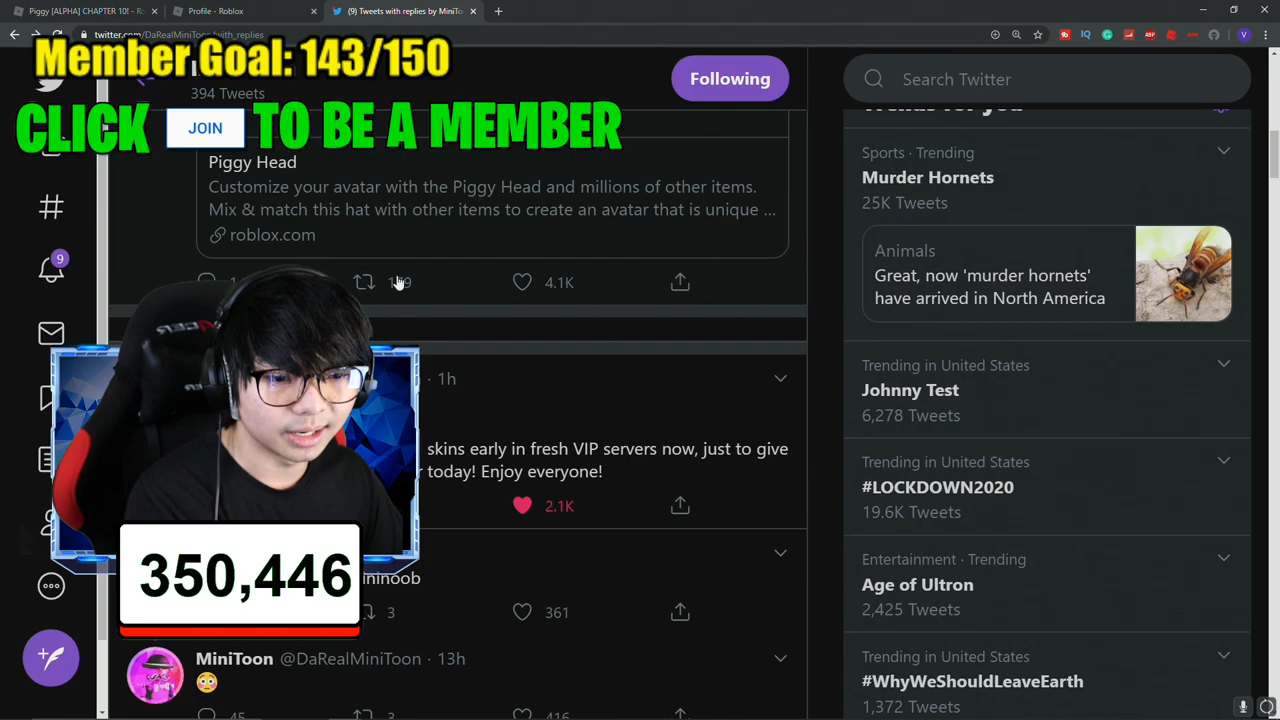 Piggy [ALPHA] CHAPTER 10! - R
Profile - Roblox
(9) Tweets with replies by MiniTo
twitter.com/DaRealMiniToon/with_replies
Member Goal: 143/150
394 Tweets
Following
Search Twitter
CLICK JOIN TO BE A MEMBER
Piggy Head
Customize your avatar with the Piggy Head and millions of other items.
Mix & match this hat with other items to create an avatar that is unique ...
roblox.com
4.1K
· 1h
skins early in fresh VIP servers now, just to give
today! Enjoy everyone!
2.1K
350,446
3
361
MiniToon @DaRealMiniToon · 13h
😳
45
3
416
9
Sports · Trending
Murder Hornets
25K Tweets
Animals
Great, now 'murder hornets'
have arrived in North America
Trending in United States
Johnny Test
6,278 Tweets
Trending in United States
#LOCKDOWN2020
19.6K Tweets
Entertainment · Trending
Age of Ultron
2,425 Tweets
Trending in United States
#WhyWeShouldLeaveEarth
1,372 Tweets